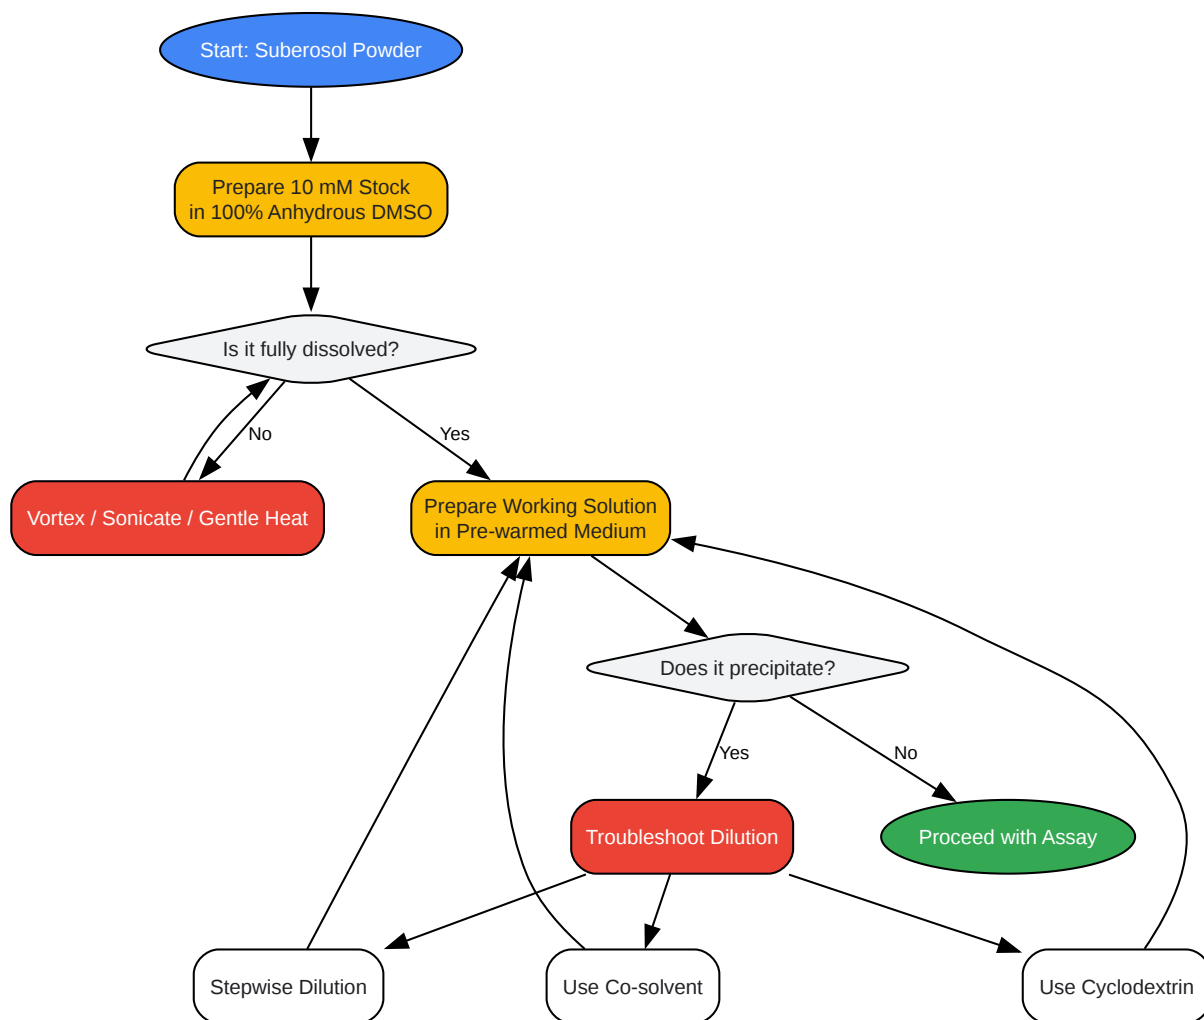 Start: Suberosol Powder
Prepare 10 mM Stock
in 100% Anhydrous DMSO
Is it fully dissolved?
No
Yes
Vortex / Sonicate / Gentle Heat
Prepare Working Solution
in Pre-warmed Medium
Does it precipitate?
Yes
No
Troubleshoot Dilution
Proceed with Assay
Stepwise Dilution
Use Co-solvent
Use Cyclodextrin